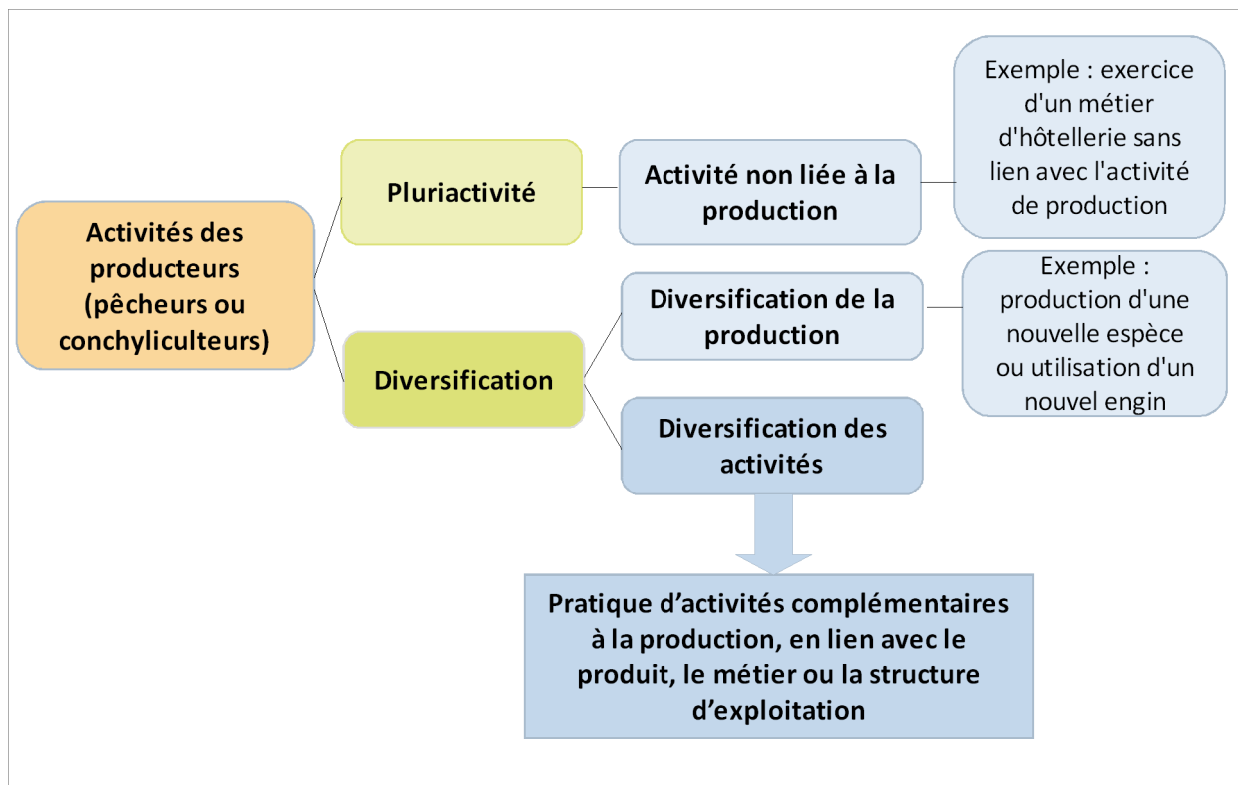 Activités des
producteurs
(pêcheurs ou
conchyliculteurs)
Pluriactivité
Activité non liée à la
production
Exemple : exercice
d'un métier
d'hôtellerie sans
lien avec l'activité
de production
Diversification
Diversification de la
production
Exemple :
production d'une
nouvelle espèce
ou utilisation d'un
nouvel engin
Diversification des
activités
Pratique d’activités complémentaires
à la production, en lien avec le
produit, le métier ou la structure
d’exploitation